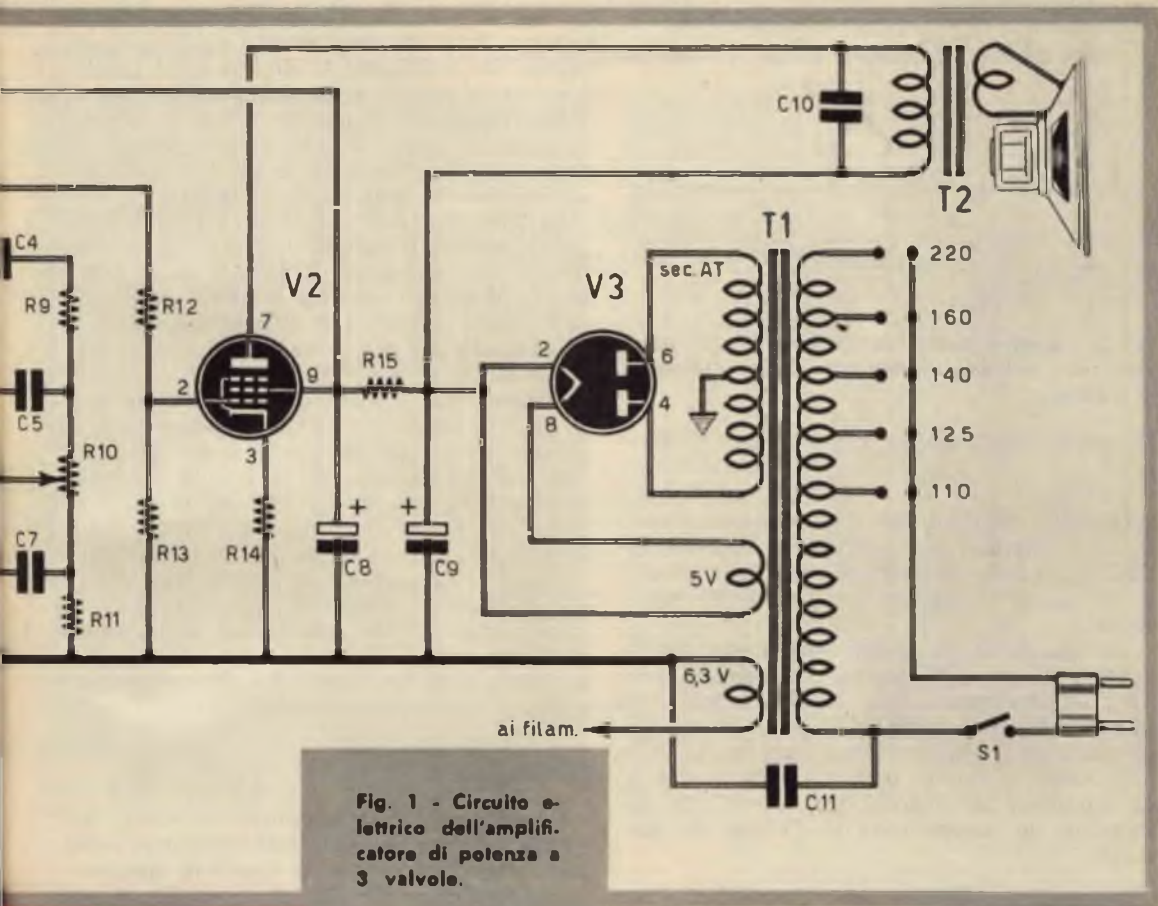 C10
T2
T1
C4
sec. AT
220
V2
V3
R9
R12
160
7
2
6
R15
140
2
9
4
C5
8
125
R10
3
110
+
+
C7
R13
R14
C8
C9
5V
R11
6,3 V
ai filam.
S1
C11
Fig. 1 - Circuito e-
lettrico dell'amplifi-
catore di potenza a
3 valvole.